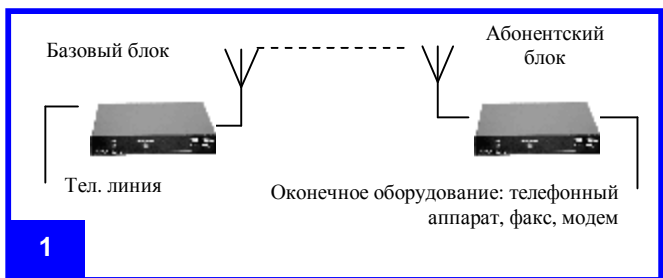 Базовый блок
Абонентский
блок
Тел. линия
Оконечное оборудование: телефонный
аппарат, факс, модем
1